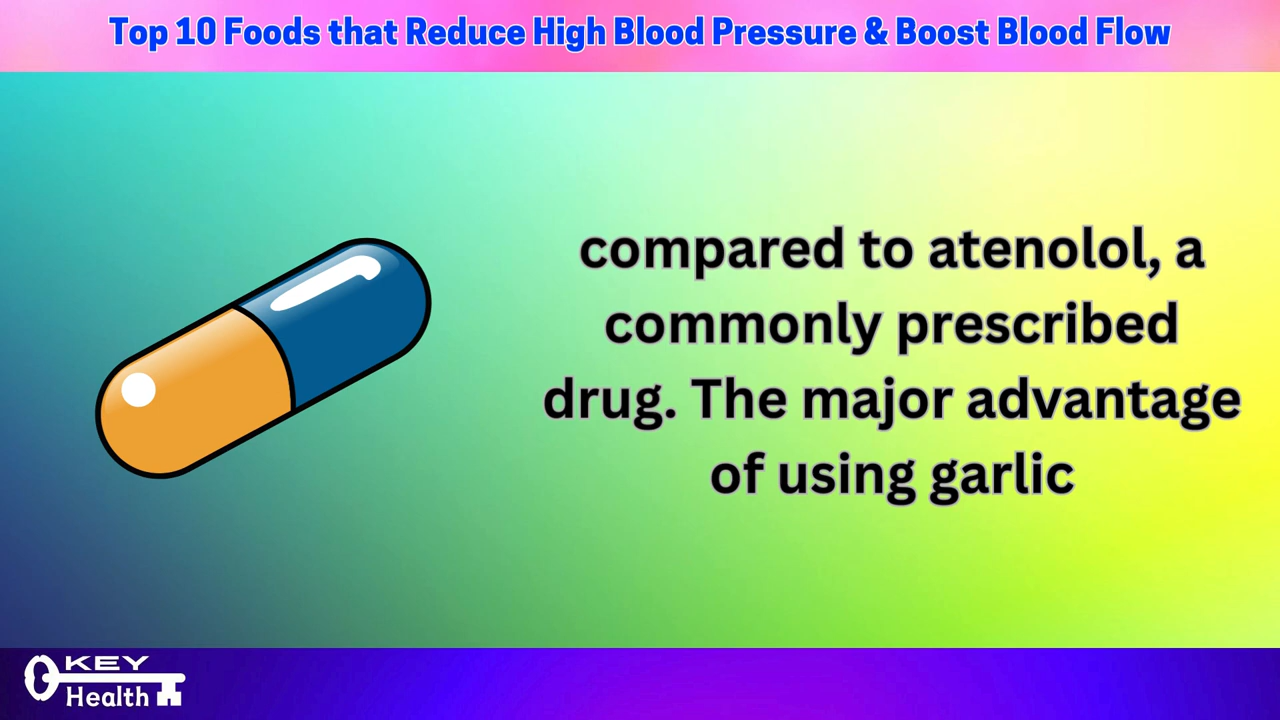 Top 10 Foods that Reduce High Blood Pressure & Boost Blood Flow
compared to atenolol, a
commonly prescribed
drug. The major advantage
of using garlic
KEY
Health